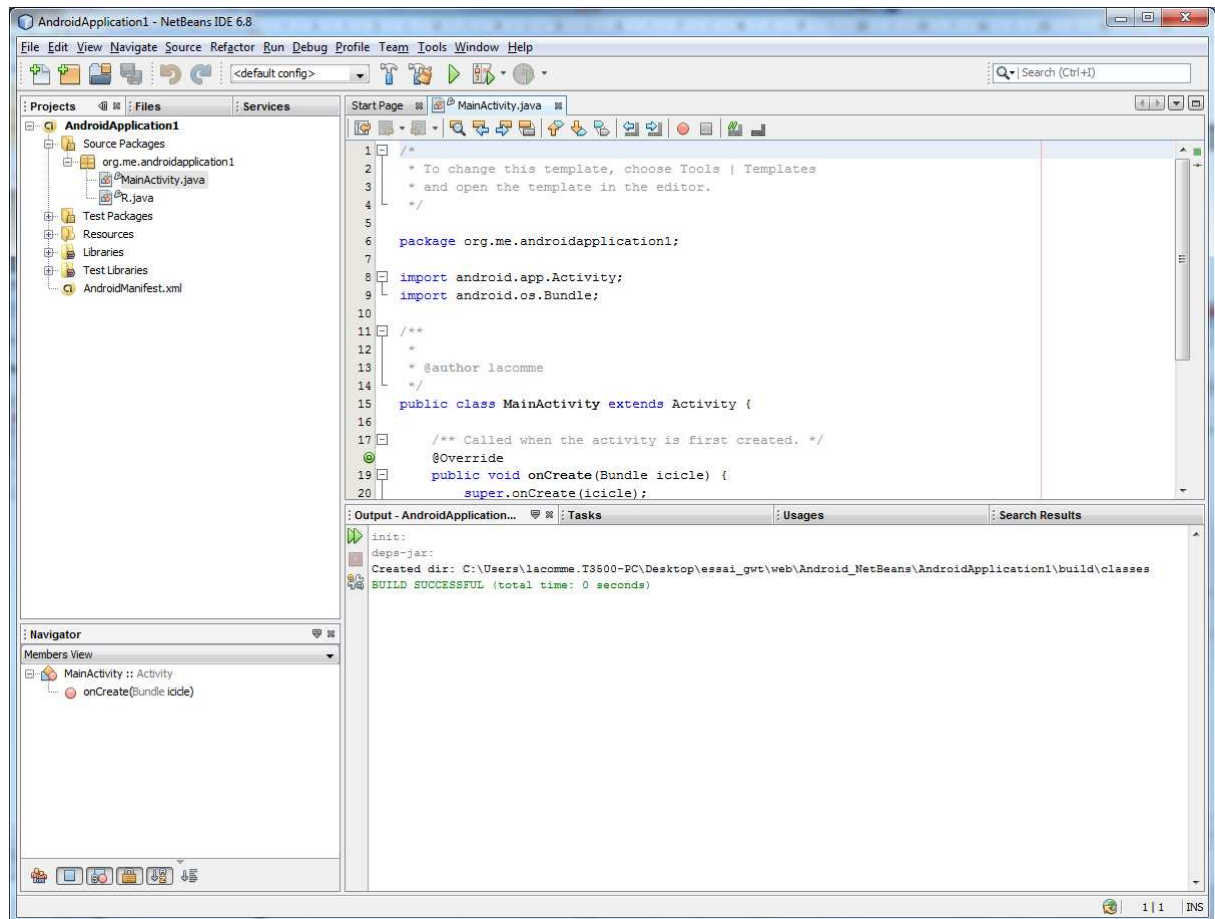 AndroidApplication1 - NetBeans IDE 6.8
File Edit View Navigate Source Refactor Run Debug Profile Team Tools Window Help
<default config>
Search (Ctrl+I)
Projects Files Services
AndroidApplication1
Source Packages
org.me.androidapplication1
MainActivity.java
R.java
Test Packages
Resources
Libraries
Test Libraries
AndroidManifest.xml
Start Page MainActivity.java
1 /*
2 * To change this template, choose Tools | Templates
3 * and open the template in the editor.
4 */
5
6 package org.me.androidapplication1;
7
8 import android.app.Activity;
9 import android.os.Bundle;
10
11 /**
12 *
13 * @author lacomme
14 */
15 public class MainActivity extends Activity {
16
17 /** Called when the activity is first created. */
@Override
19 public void onCreate(Bundle icicle) {
20 super.onCreate(icicle);
Output - AndroidApplication... Tasks Usages Search Results
init:
deps-jar:
Created dir: C:\Users\lacomme.T3500-PC\Desktop\essai_gwt\web\Android_NetBeans\AndroidApplication1\build\classes
BUILD SUCCESSFUL (total time: 0 seconds)
Navigator
Members View
MainActivity :: Activity
onCreate(Bundle icicle)
1 | 1 INS